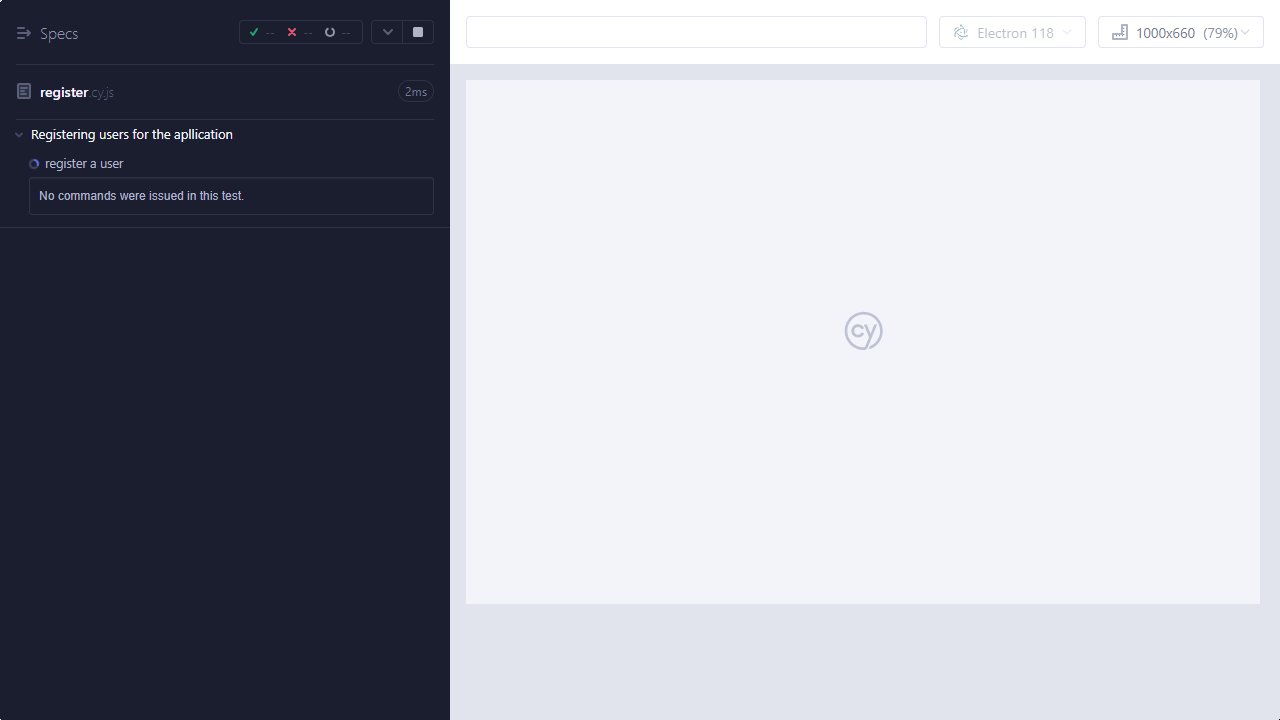 Specs
--
--
--
Electron 118
1000x660 (79%)
register.cy.js
2ms
Registering users for the apllication
register a user
No commands were issued in this test.
cy